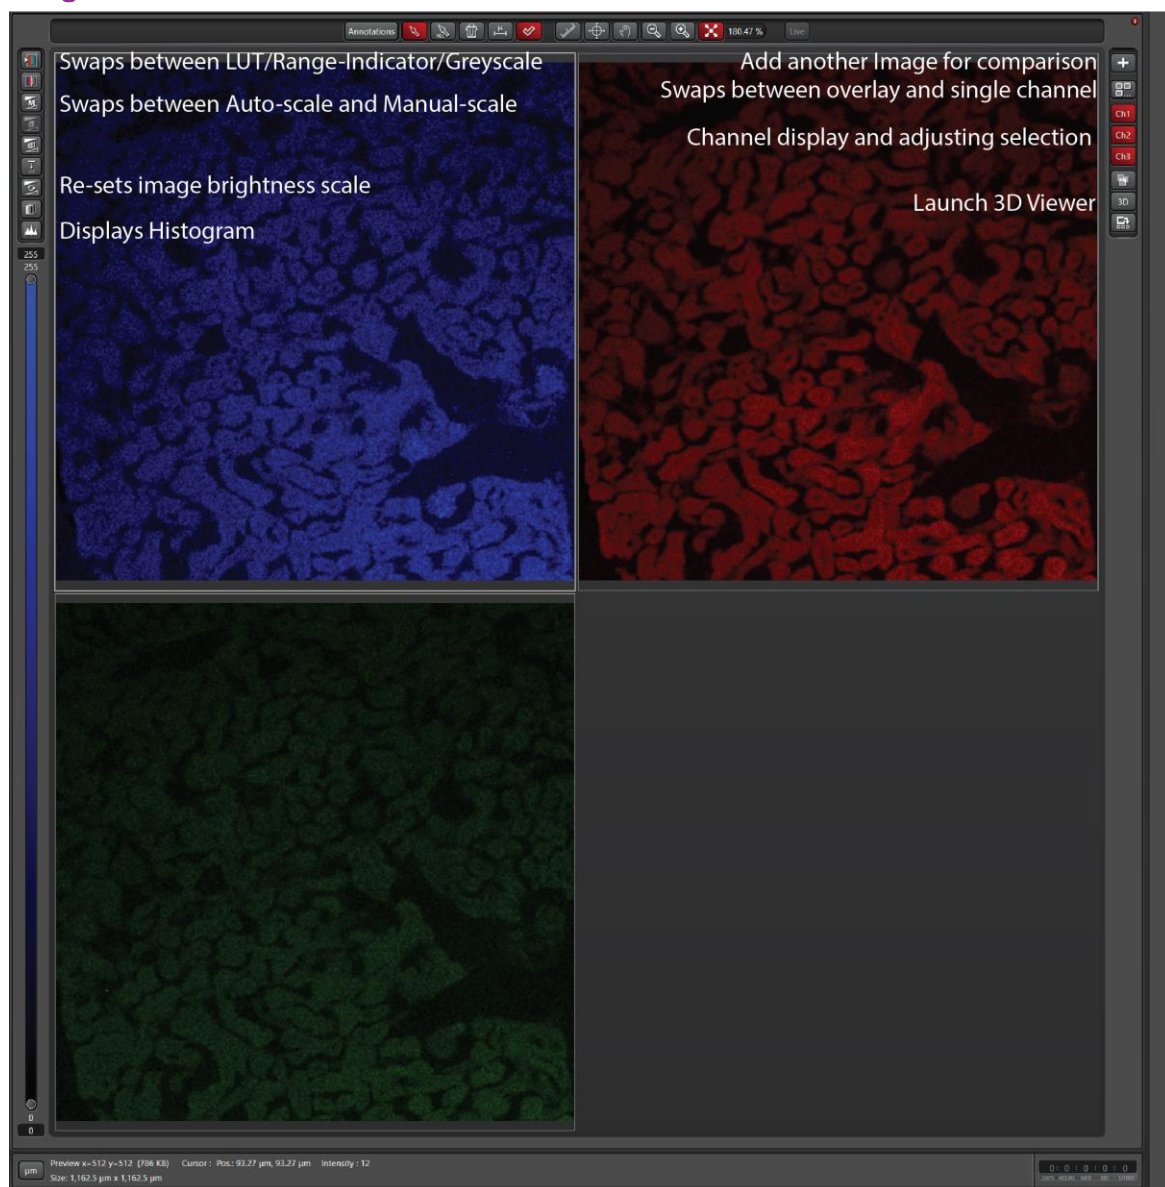 Annotations
180.47 %
Live
Swaps between LUT/Range-Indicator/Greyscale
Swaps between Auto-scale and Manual-scale
Re-sets image brightness scale
Displays Histogram
Add another Image for comparison
Swaps between overlay and single channel
Channel display and adjusting selection
Launch 3D Viewer
Ch1
Ch2
Ch3
3D
255
255
0
0
µm
Preview x=512 y=512 (786 KB) Cursor : Pos.: 93.27 µm, 93.27 µm Intensity : 12
Size: 1,162.5 µm x 1,162.5 µm
0: 0 : 0 : 0 : 0
DAYS HOURS MIN SEC